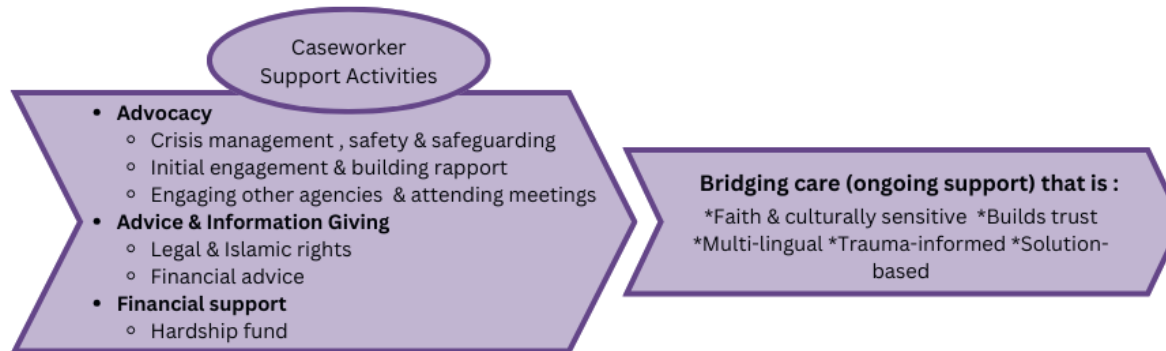 Caseworker
Support Activities
• Advocacy
◦ Crisis management , safety & safeguarding
◦ Initial engagement & building rapport
◦ Engaging other agencies & attending meetings
• Advice & Information Giving
◦ Legal & Islamic rights
◦ Financial advice
• Financial support
◦ Hardship fund
Bridging care (ongoing support) that is :
*Faith & culturally sensitive *Builds trust
*Multi-lingual *Trauma-informed *Solution-
based